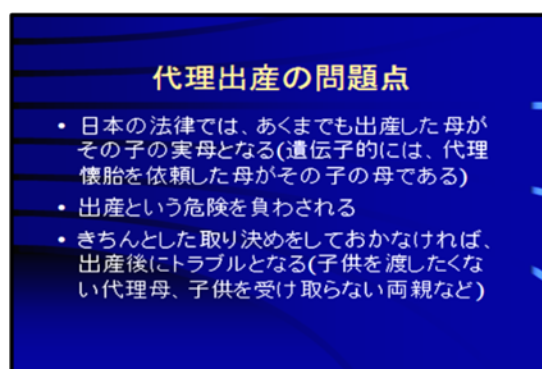 代理出産の問題点
• 日本の法律では、あくまでも出産した母が
その子の実母となる(遺伝子的には、代理
懐胎を依頼した母がその子の母である)
• 出産という危険を負わされる
• きちんとした取り決めをしておかなければ、
出産後にトラブルとなる(子供を渡したくな
い代理母、子供を受け取らない両親など)